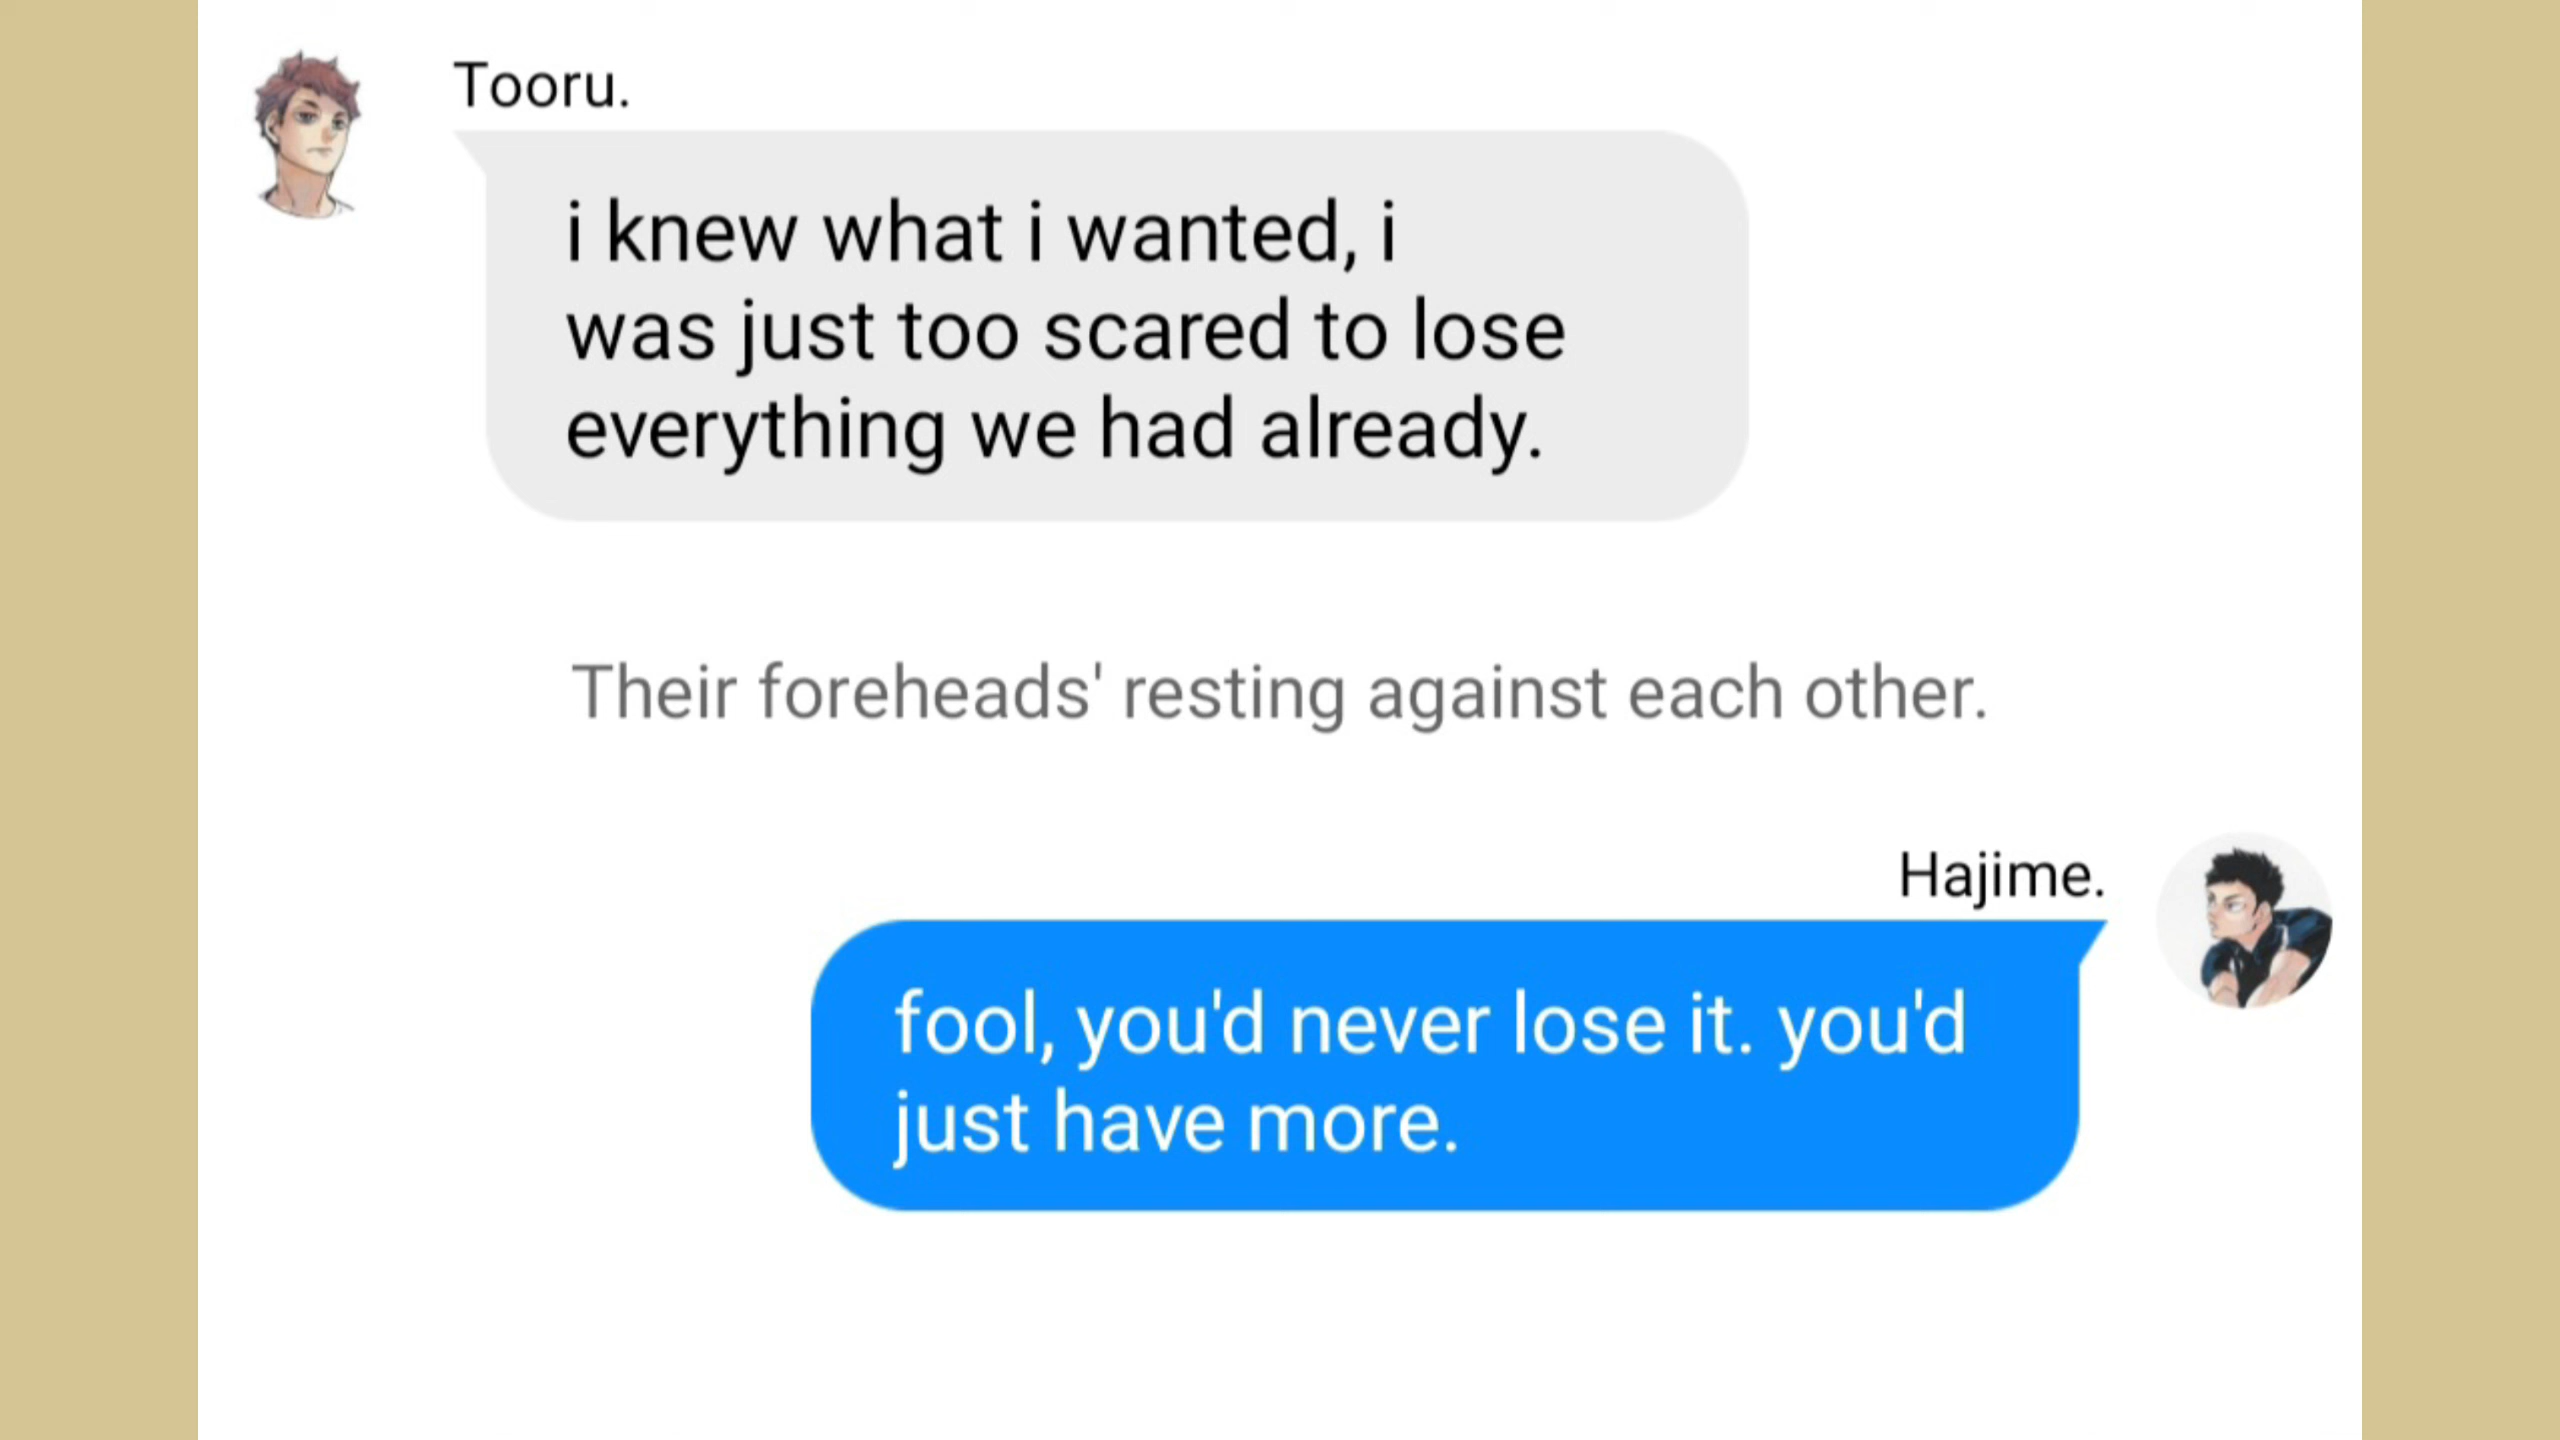 Tooru.
i knew what i wanted, i
was just too scared to lose
everything we had already.
Their foreheads' resting against each other.
Hajime.
fool, you'd never lose it. you'd
just have more.